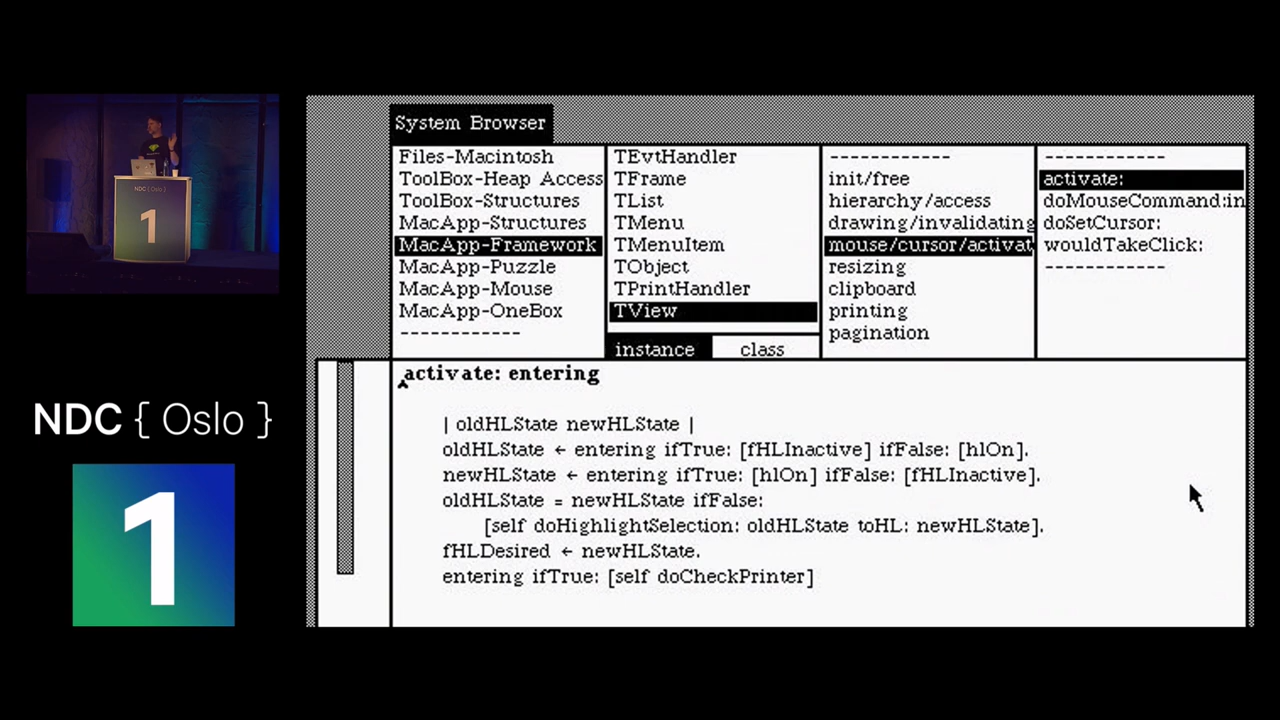 NDC { Oslo }
1
NDC { Oslo }
1
System Browser
Files-Macintosh
ToolBox-Heap Access
ToolBox-Structures
MacApp-Structures
MacApp-Framework
MacApp-Puzzle
MacApp-Mouse
MacApp-OneBox
------------
TEvtHandler
TFrame
TList
TMenu
TMenuItem
TObject
TPrintHandler
TView
instance class
------------
init/free
hierarchy/access
drawing/invalidating
mouse/cursor/activat
resizing
clipboard
printing
pagination
------------
activate:
doMouseCommand:in
doSetCursor:
wouldTakeClick:
------------
activate: entering
| oldHLState newHLState |
oldHLState ← entering ifTrue: [fHLInactive] ifFalse: [hlOn].
newHLState ← entering ifTrue: [hlOn] ifFalse: [fHLInactive].
oldHLState = newHLState ifFalse:
[self doHighlightSelection: oldHLState toHL: newHLState].
fHLDesired ← newHLState.
entering ifTrue: [self doCheckPrinter]